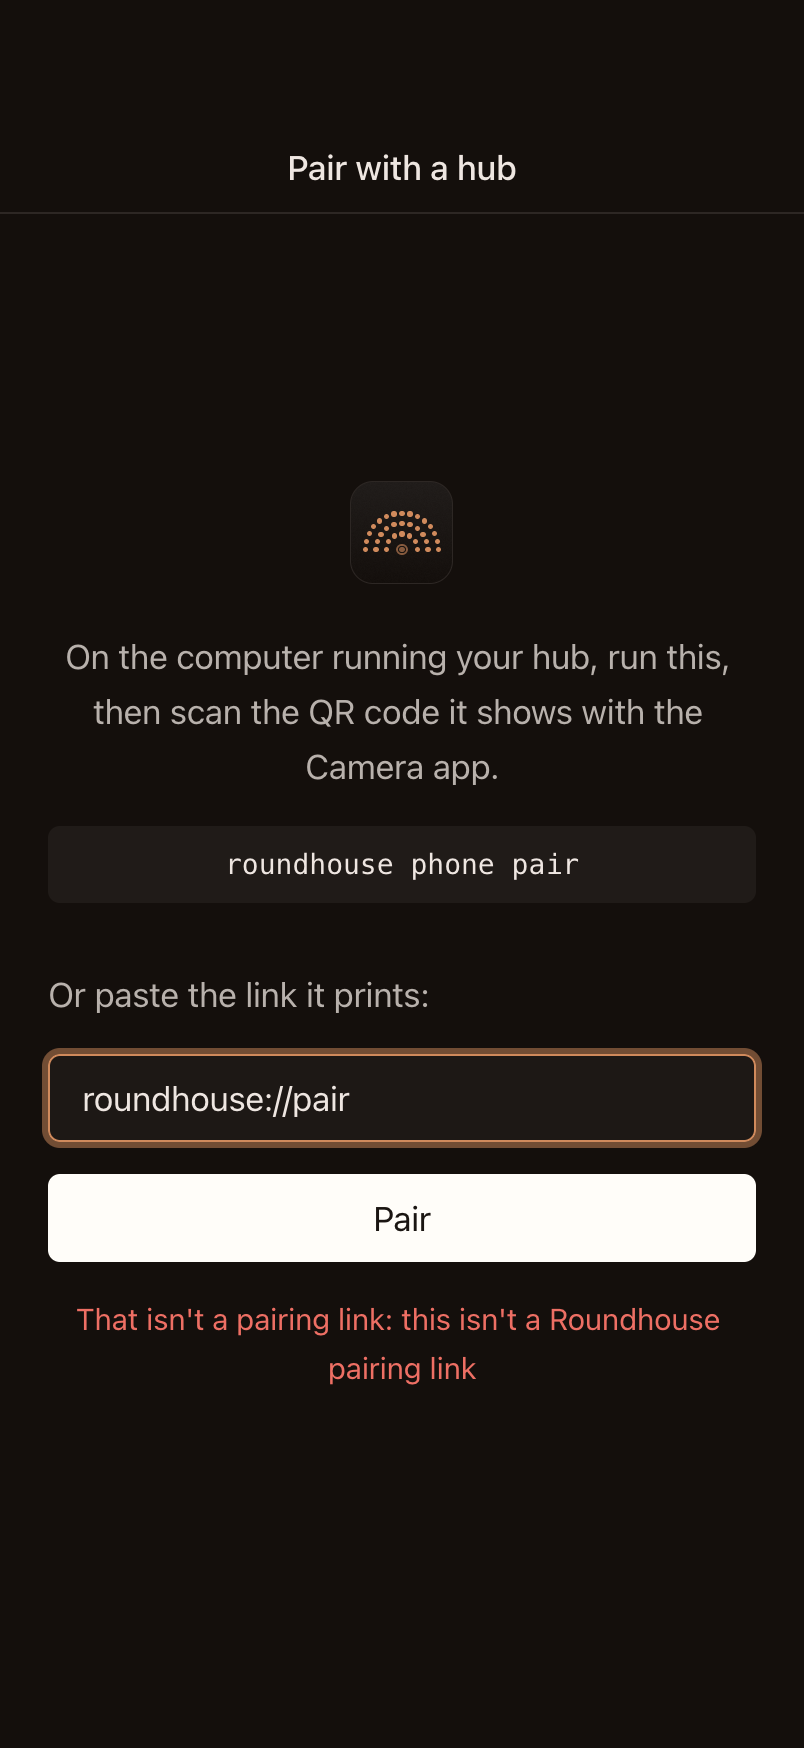 Pair with a hub
On the computer running your hub, run this,
then scan the QR code it shows with the
Camera app.
roundhouse phone pair
Or paste the link it prints:
roundhouse://pair
Pair
That isn't a pairing link: this isn't a Roundhouse
pairing link